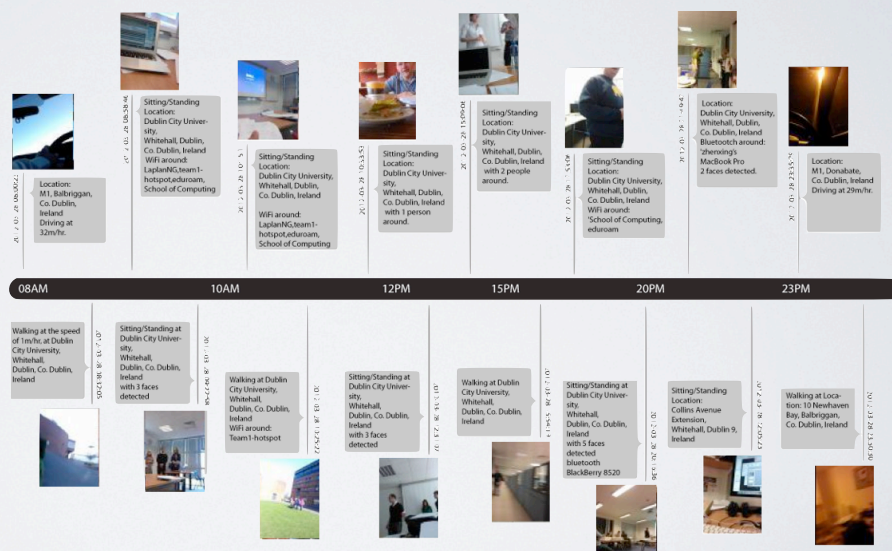 Location:
M1, Balbriggan,
Co. Dublin,
Ireland
Driving at
32m/hr.
Sitting/Standing
Location:
Dublin City Univer-
sity,
Whitehall, Dublin,
Co. Dublin, Ireland
WiFi around:
LaplanNG,team1-
hotspot,eduroam,
School of Computing
Sitting/Standing
Location:
Dublin City University,
Whitehall, Dublin,
Co. Dublin, Ireland
WiFi around:
LaplanNG,team1-
hotspot,eduroam,
School of Computing
Sitting/Standing
Location:
Dublin City Univer-
sity,
Whitehall, Dublin,
Co. Dublin, Ireland
with 1 person
around.
Sitting/Standing
Location:
Dublin City Univer-
sity,
Whitehall, Dublin,
Co. Dublin, Ireland
with 2 people
around.
Sitting/Standing
Location:
Dublin City University,
Whitehall, Dublin,
Co. Dublin, Ireland
WiFi around:
'School of Computing,
eduroam
Location:
Dublin City University,
Whitehall, Dublin,
Co. Dublin, Ireland
Bluetootch around:
'zhenxing's
MacBook Pro
2 faces detected.
Location:
M1, Donabate,
Co. Dublin, Ireland
Driving at 29m/hr.
08AM 10AM 12PM 15PM 20PM 23PM
Walking at the speed
of 1m/hr, at Dublin
City University,
Whitehall,
Dublin, Co. Dublin,
Ireland
Sitting/Standing at
Dublin City Univer-
sity,
Whitehall,
Dublin, Co. Dublin,
Ireland
with 3 faces
detected
Walking at Dublin
City University,
Whitehall,
Dublin, Co. Dublin,
Ireland
WiFi around:
Team1-hotspot
Sitting/Standing at
Dublin City Univer-
sity,
Whitehall,
Dublin, Co. Dublin,
Ireland
with 3 faces
detected
Walking at Dublin
City University,
Whitehall,
Dublin, Co. Dublin,
Ireland
Sitting/Standing at
Dublin City Univer-
sity,
Whitehall,
Dublin, Co. Dublin,
Ireland
with 5 faces
detected
bluetooth
BlackBerry 8520
Sitting/Standing
Location:
Collins Avenue
Extension,
Whitehall, Dublin 9,
Ireland
Walking at Loca-
tion: 10 Newhaven
Bay, Balbriggan,
Co. Dublin, Ireland